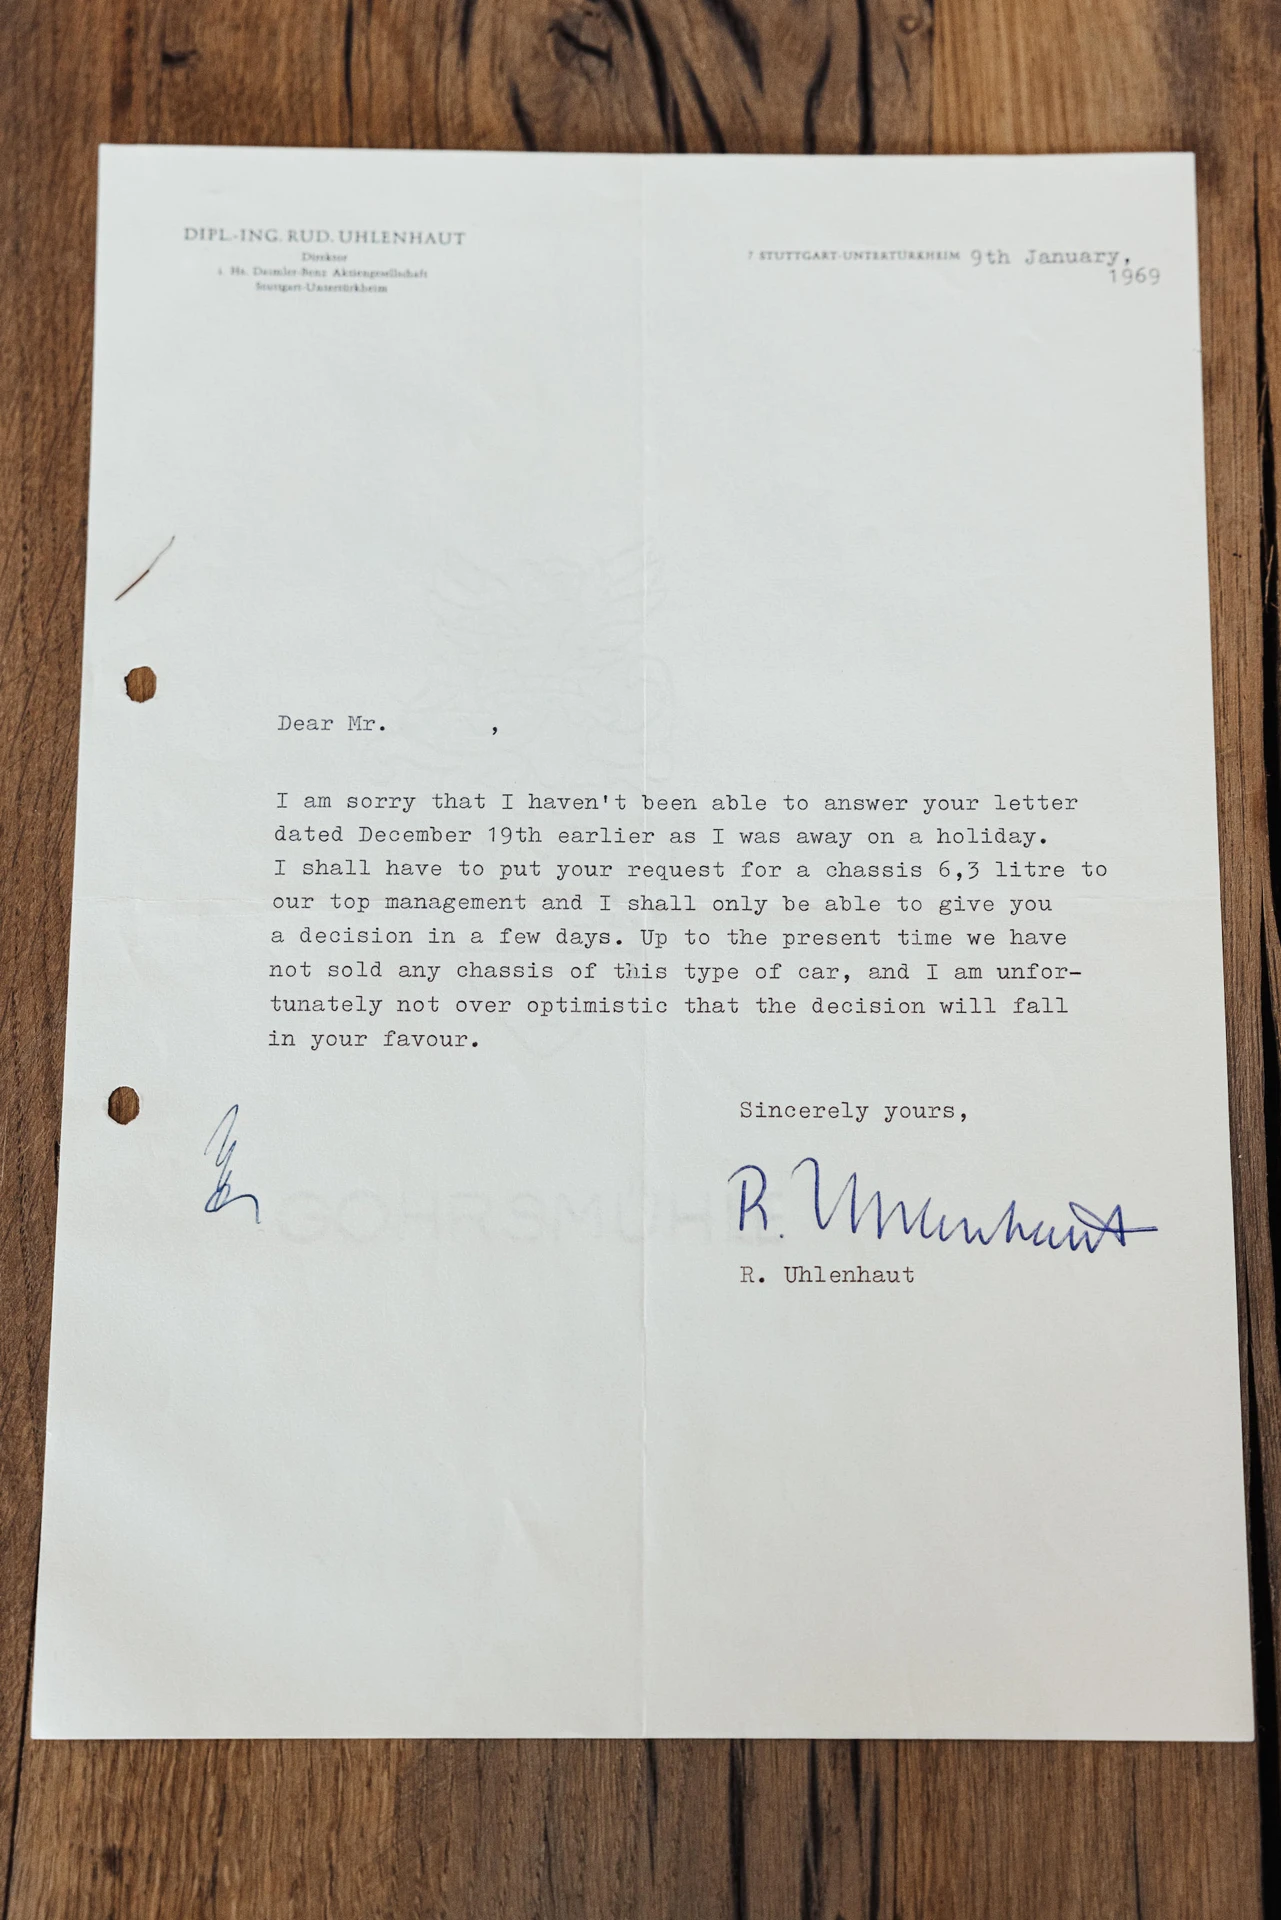 DIPL.-ING. RUD. UHLENHAUT
Direktor
i. Hs. Daimler-Benz Aktiengesellschaft
Stuttgart-Untertürkheim
7 STUTTGART-UNTERTÜRKHEIM 9th January,
1969
Dear Mr. ,
I am sorry that I haven't been able to answer your letter
dated December 19th earlier as I was away on a holiday.
I shall have to put your request for a chassis 6,3 litre to
our top management and I shall only be able to give you
a decision in a few days. Up to the present time we have
not sold any chassis of this type of car, and I am unfor-
tunately not over optimistic that the decision will fall
in your favour.
Sincerely yours,
R. Uhlenhaut
R. Uhlenhaut
GOHRSMÜHLE